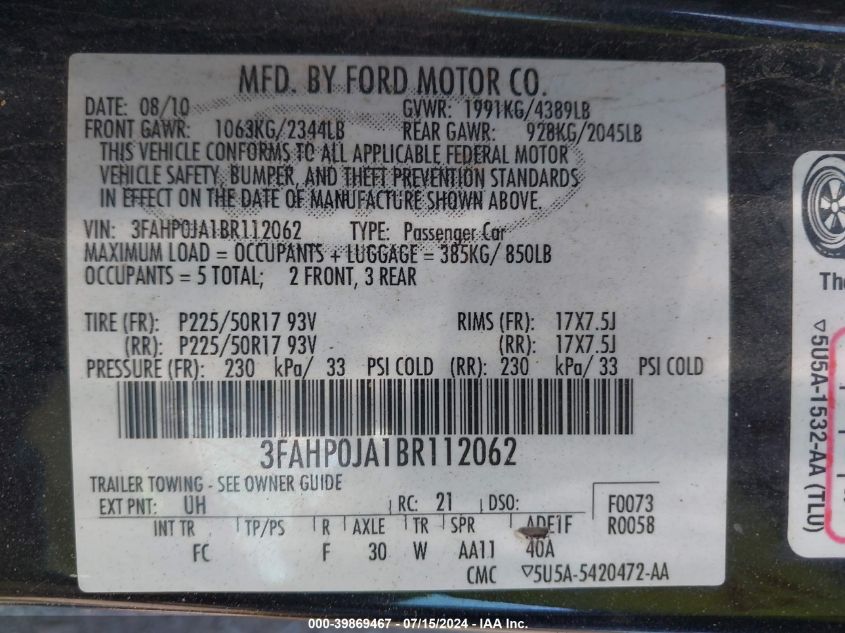 MFD. BY FORD MOTOR CO.
DATE: 08/10 GVWR: 1991KG/4389LB
FRONT GAWR: 1063KG/2344LB REAR GAWR: 928KG/2045LB
THIS VEHICLE CONFORMS TO ALL APPLICABLE FEDERAL MOTOR
VEHICLE SAFETY, BUMPER, AND THEFT PREVENTION STANDARDS
IN EFFECT ON THE DATE OF MANUFACTURE SHOWN ABOVE.
VIN: 3FAHP0JA1BR112062 TYPE: Passenger Car
MAXIMUM LOAD = OCCUPANTS + LUGGAGE = 385KG/ 850LB
OCCUPANTS = 5 TOTAL; 2 FRONT, 3 REAR
TIRE (FR): P225/50R17 93V RIMS (FR): 17X7.5J
(RR): P225/50R17 93V (RR): 17X7.5J
PRESSURE (FR): 230 kPa/ 33 PSI COLD (RR): 230 kPa/ 33 PSI COLD
3FAHP0JA1BR112062
TRAILER TOWING - SEE OWNER GUIDE
EXT PNT: UH RC: 21 DSO: F0073
INT TR TP/PS R AXLE TR SPR R0058
FC F 30 W AA11 40A
CMC ▽5U5A-5420472-AA
The
▽5U5A-1532-AA (TLU)
000-39869467 - 07/15/2024 - IAA Inc.